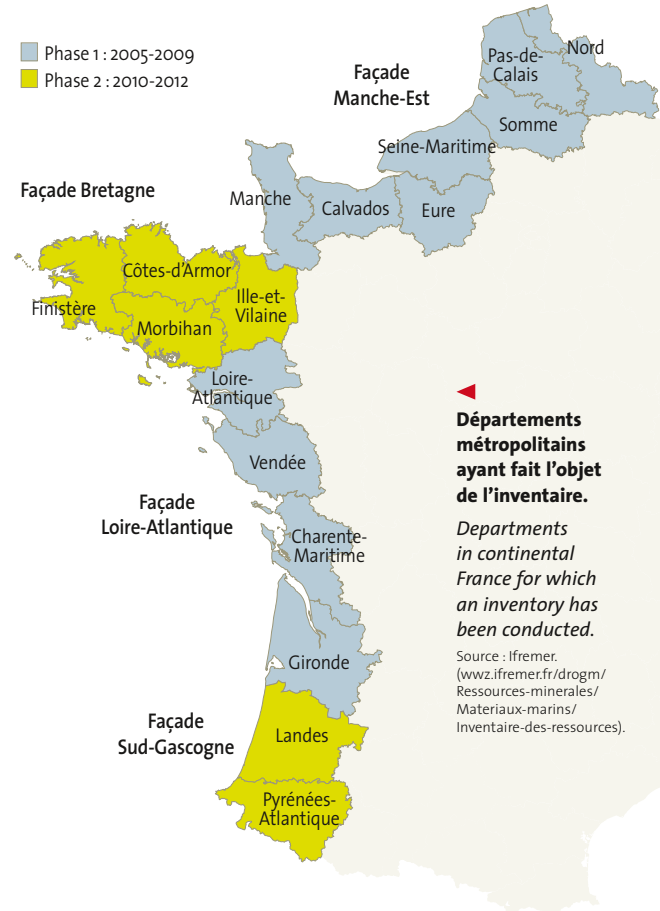 Phase 1 : 2005-2009
Phase 2 : 2010-2012
Façade
Manche-Est
Nord
Pas-de-
Calais
Somme
Seine-Maritime
Façade Bretagne
Manche
Calvados
Eure
Côtes-d'Armor
Finistère
Ille-et-
Vilaine
Morbihan
Loire-
Atlantique
Vendée
Façade
Loire-Atlantique
Charente-
Maritime
Gironde
Façade
Sud-Gascogne
Landes
Pyrénées-
Atlantique
Départements
métropolitains
ayant fait l'objet
de l'inventaire.
Departments
in continental
France for which
an inventory has
been conducted.
Source : Ifremer.
(wwz.ifremer.fr/drogm/
Ressources-minerales/
Materiaux-marins/
Inventaire-des-ressources).